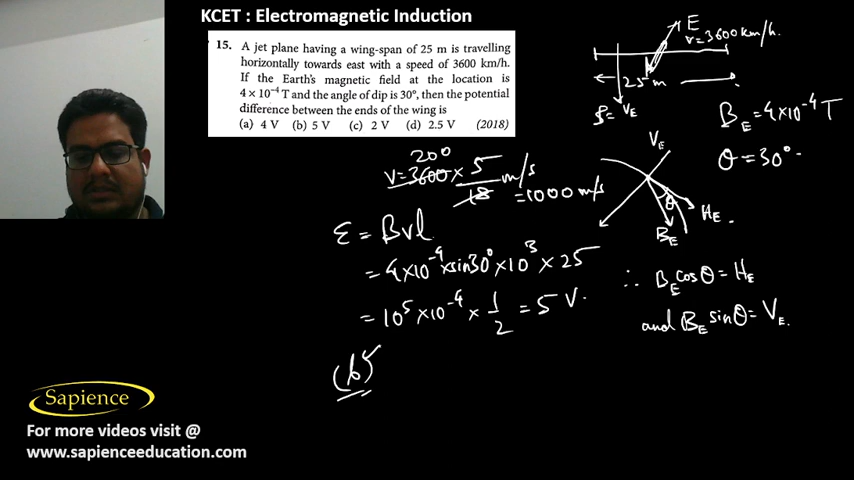 KCET : Electromagnetic Induction
15. A jet plane having a wing-span of 25 m is travelling
horizontally towards east with a speed of 3600 km/h.
If the Earth's magnetic field at the location is
4 × 10⁻⁴ T and the angle of dip is 30°, then the potential
difference between the ends of the wing is
(a) 4 V (b) 5 V (c) 2 V (d) 2.5 V (2018)
E
v=3600km/h.
25 m
V_E
B_E=4×10⁻⁴ T
θ=30°
200
v=3600 × 5/18 m/s
=1000 m/s
ε = Bvl
=4×10⁻⁴×sin30°×10³×25
=10⁵×10⁻⁴×1/2=5 V.
(b)
V_E
θ
H_E.
B_E
∴ B_E cosθ=H_E
and B_E sinθ=V_E.
Sapience
For more videos visit @
www.sapienceeducation.com